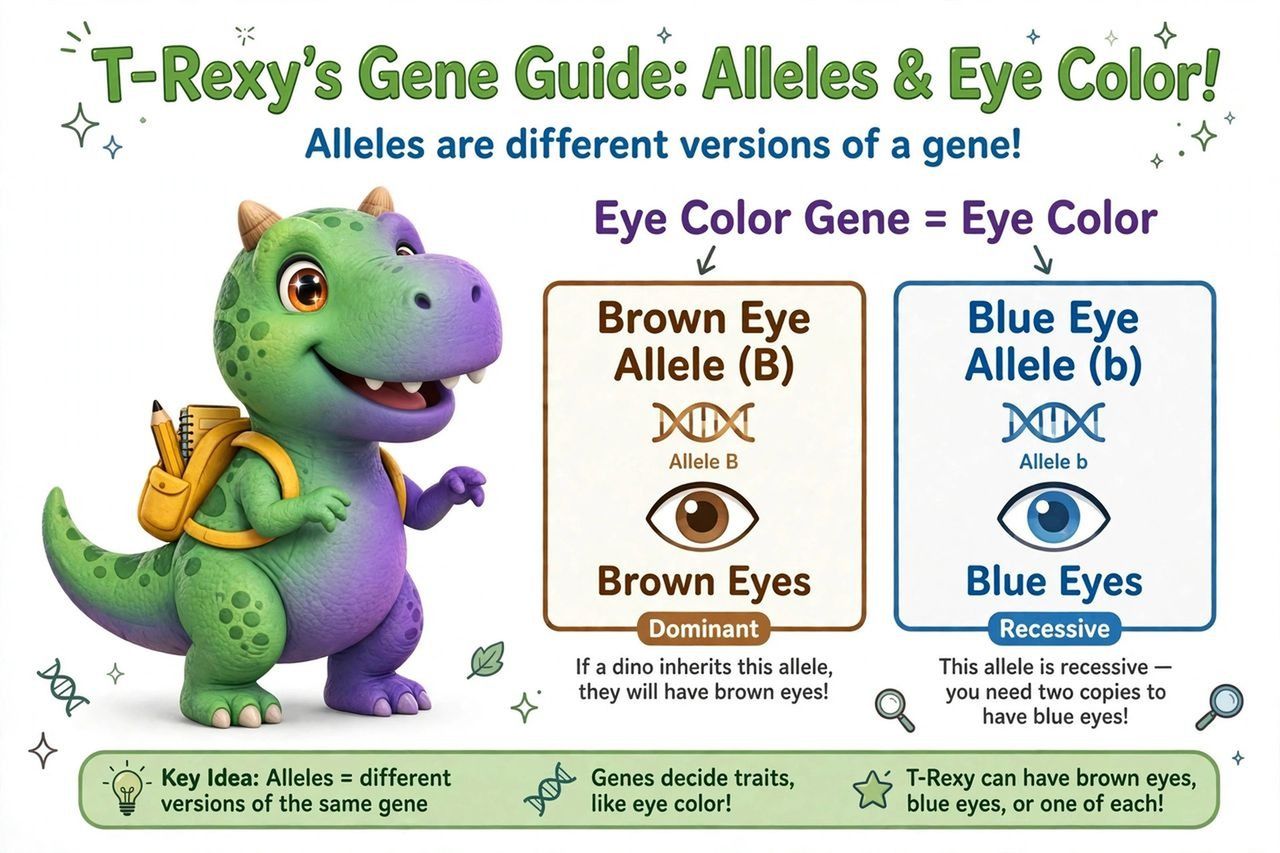 T-Rexy's Gene Guide: Alleles & Eye Color!
Alleles are different versions of a gene!
Eye Color Gene = Eye Color
Brown Eye
Allele (B)
Allele B
Brown Eyes
Dominant
If a dino inherits this allele,
they will have brown eyes!
Blue Eye
Allele (b)
Allele b
Blue Eyes
Recessive
This allele is recessive —
you need two copies to
have blue eyes!
Key Idea: Alleles = different
versions of the same gene
Genes decide traits,
like eye color!
T-Rexy can have brown eyes,
blue eyes, or one of each!